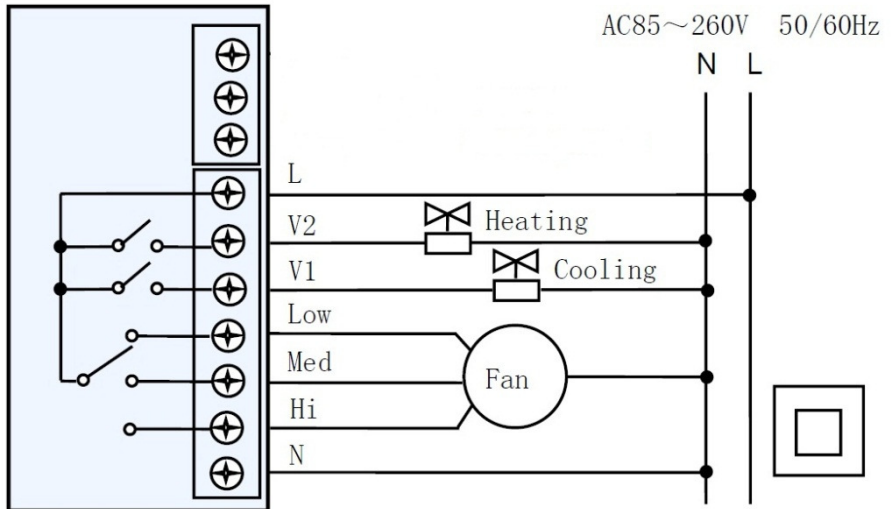 AC85～260V 50/60Hz
N L
L
V2 Heating
V1 Cooling
Low
Med Fan
Hi
N